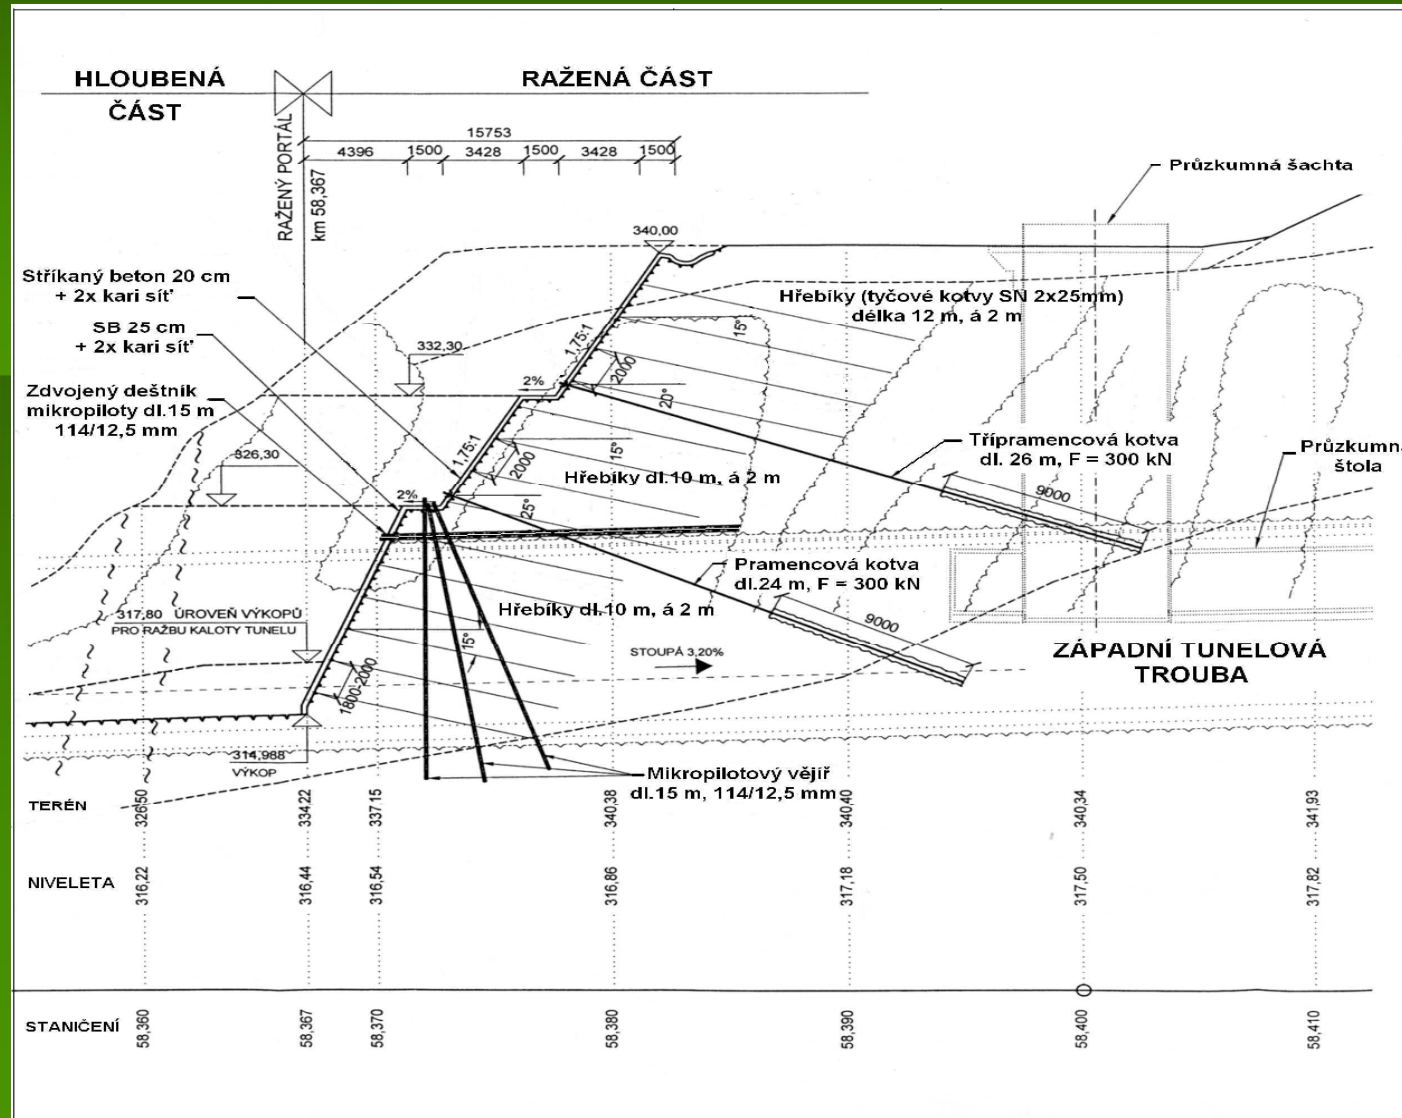 HLOUBENÁ
ČÁST
RAŽENÁ ČÁST
RAŽENÝ PORTÁL
km 58,367
15753
4396 1500 3428 1500 3428 1500
Průzkumná šachta
340,00
Stříkaný beton 20 cm
+ 2x kari síť
SB 25 cm
+ 2x kari síť
Zdvojený deštník
mikropiloty dl.15 m
114/12,5 mm
332,30
326,30
1,75:1
2%
2000
20°
15°
Hřebíky (tyčové kotvy SN 2x25mm)
délka 12 m, á 2 m
1,75:1
2%
2000
15°
25°
Hřebíky dl.10 m, á 2 m
Třípramencová kotva
dl. 26 m, F = 300 kN
9000
Průzkumná
štola
Pramencová kotva
dl.24 m, F = 300 kN
9000
Hřebíky dl.10 m, á 2 m
15°
317,80 ÚROVEŇ VÝKOPŮ
PRO RAŽBU KALOTY TUNELU
STOUPÁ 3,20%
ZÁPADNÍ TUNELOVÁ
TROUBA
1800-2000
314,988
VÝKOP
Mikropilotový vějíř
dl.15 m, 114/12,5 mm
TERÉN 326,50 334,22 337,15 340,38 340,40 340,34 341,93
NIVELETA 316,22 316,44 316,54 316,86 317,18 317,50 317,82
STANIČENÍ 58,360 58,367 58,370 58,380 58,390 58,400 58,410